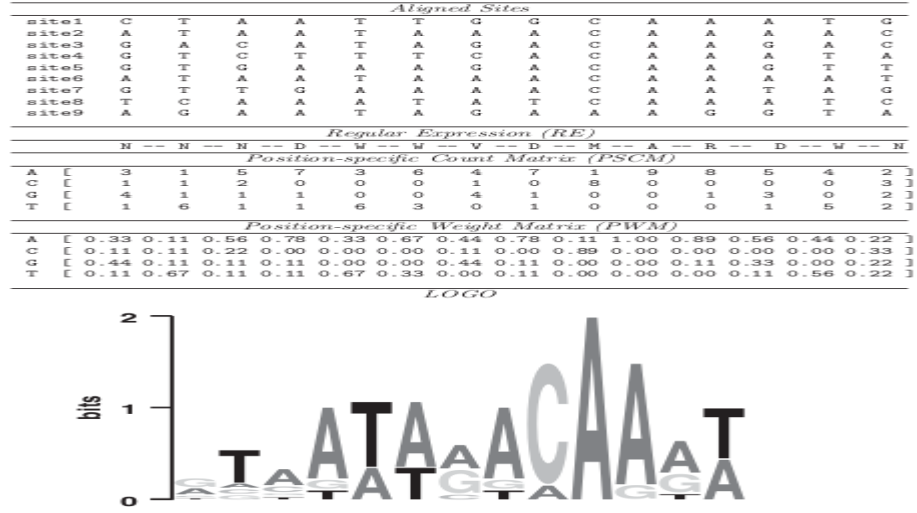 Aligned Sites
site1 C T A A T T G G C A A A T G
site2 A T A A T A A A C A A A A C
site3 G A C A T A G A C A A G A C
site4 G T C T T T C A C A A A T A
site5 G T G A A A G A C A A G T T
site6 A T A A T A A A C A A A A T
site7 G T T G A A A A C A A T A G
site8 T C A A A T A T C A A A T C
site9 A G A A T A G A A A G G T A
Regular Expression (RE)
N -- N -- N -- D -- W -- W -- V -- D -- M -- A -- R -- D -- W -- N
Position-specific Count Matrix (PSCM)
A [ 3 1 5 7 3 6 4 7 1 9 8 5 4 2 ]
C [ 1 1 2 0 0 0 1 0 8 0 0 0 0 3 ]
G [ 4 1 1 1 0 0 4 1 0 0 1 3 0 2 ]
T [ 1 6 1 1 6 3 0 1 0 0 0 1 5 2 ]
Position-specific Weight Matrix (PWM)
A [ 0.33 0.11 0.56 0.78 0.33 0.67 0.44 0.78 0.11 1.00 0.89 0.56 0.44 0.22 ]
C [ 0.11 0.11 0.22 0.00 0.00 0.00 0.11 0.00 0.89 0.00 0.00 0.00 0.00 0.33 ]
G [ 0.44 0.11 0.11 0.11 0.00 0.00 0.44 0.11 0.00 0.00 0.11 0.33 0.00 0.22 ]
T [ 0.11 0.67 0.11 0.11 0.67 0.33 0.00 0.11 0.00 0.00 0.00 0.11 0.56 0.22 ]
LOGO
2
bits
1
0
G T A A T A A A C A A A T
A G A T T G T A G G A